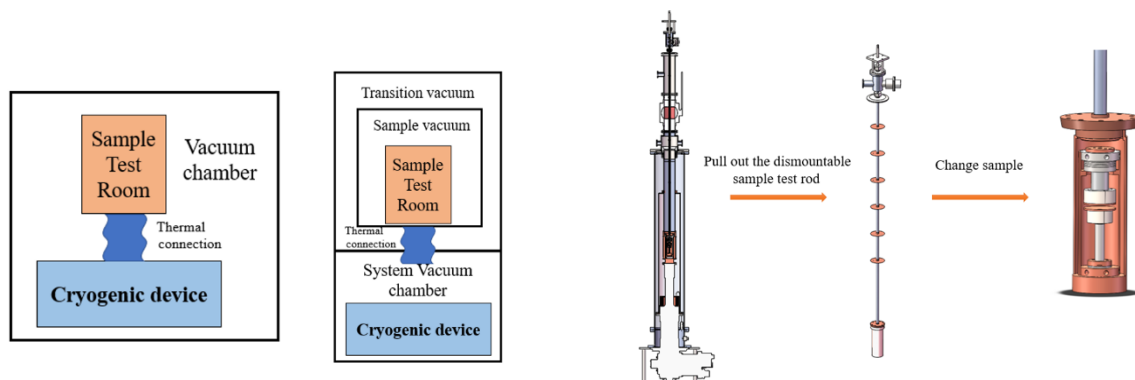 Sample
Test
Room
Vacuum
chamber
Thermal
connection
Cryogenic device
Transition vacuum
Sample vacuum
Sample
Test
Room
Thermal
connection
System Vacuum
chamber
Cryogenic device
Pull out the dismountable
sample test rod
Change sample